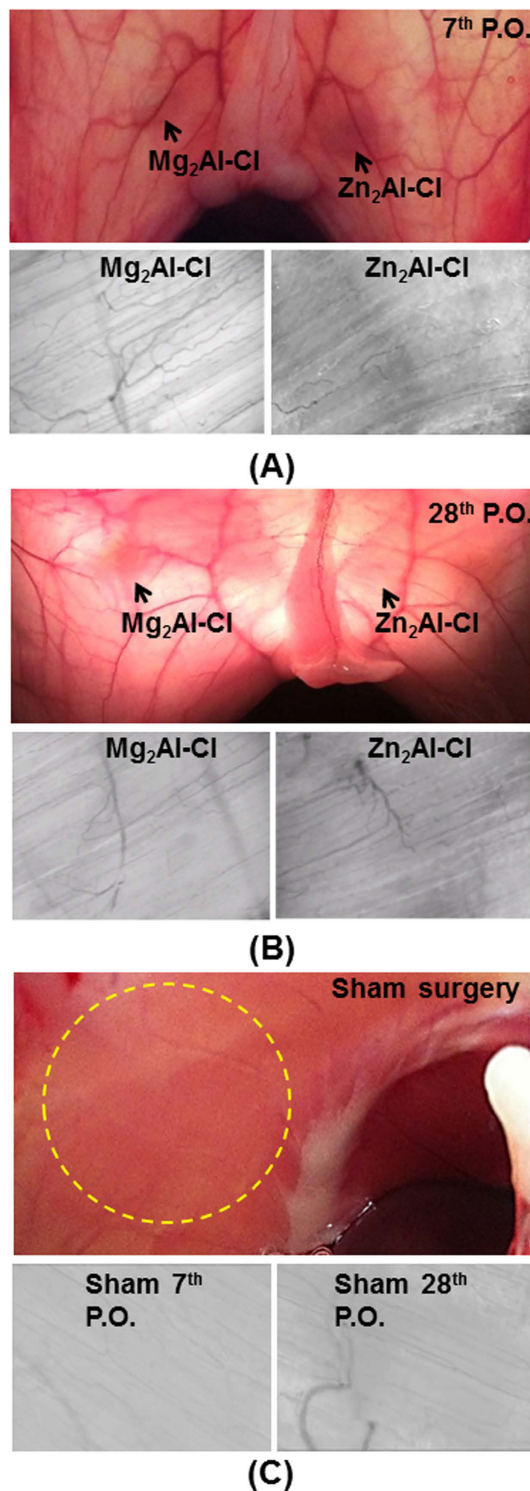 7th P.O.
Mg2Al-Cl
Zn2Al-Cl
Mg2Al-Cl
Zn2Al-Cl
(A)
28th P.O.
Mg2Al-Cl
Zn2Al-Cl
Mg2Al-Cl
Zn2Al-Cl
(B)
Sham surgery
Sham 7th
P.O.
Sham 28th
P.O.
(C)